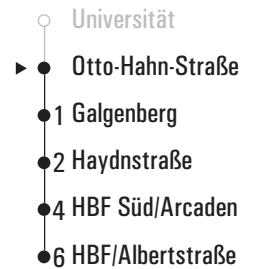 Universität
Otto-Hahn-Straße
1 Galgenberg
2 Haydnstraße
4 HBF Süd/Arcaden
6 HBF/Albertstraße